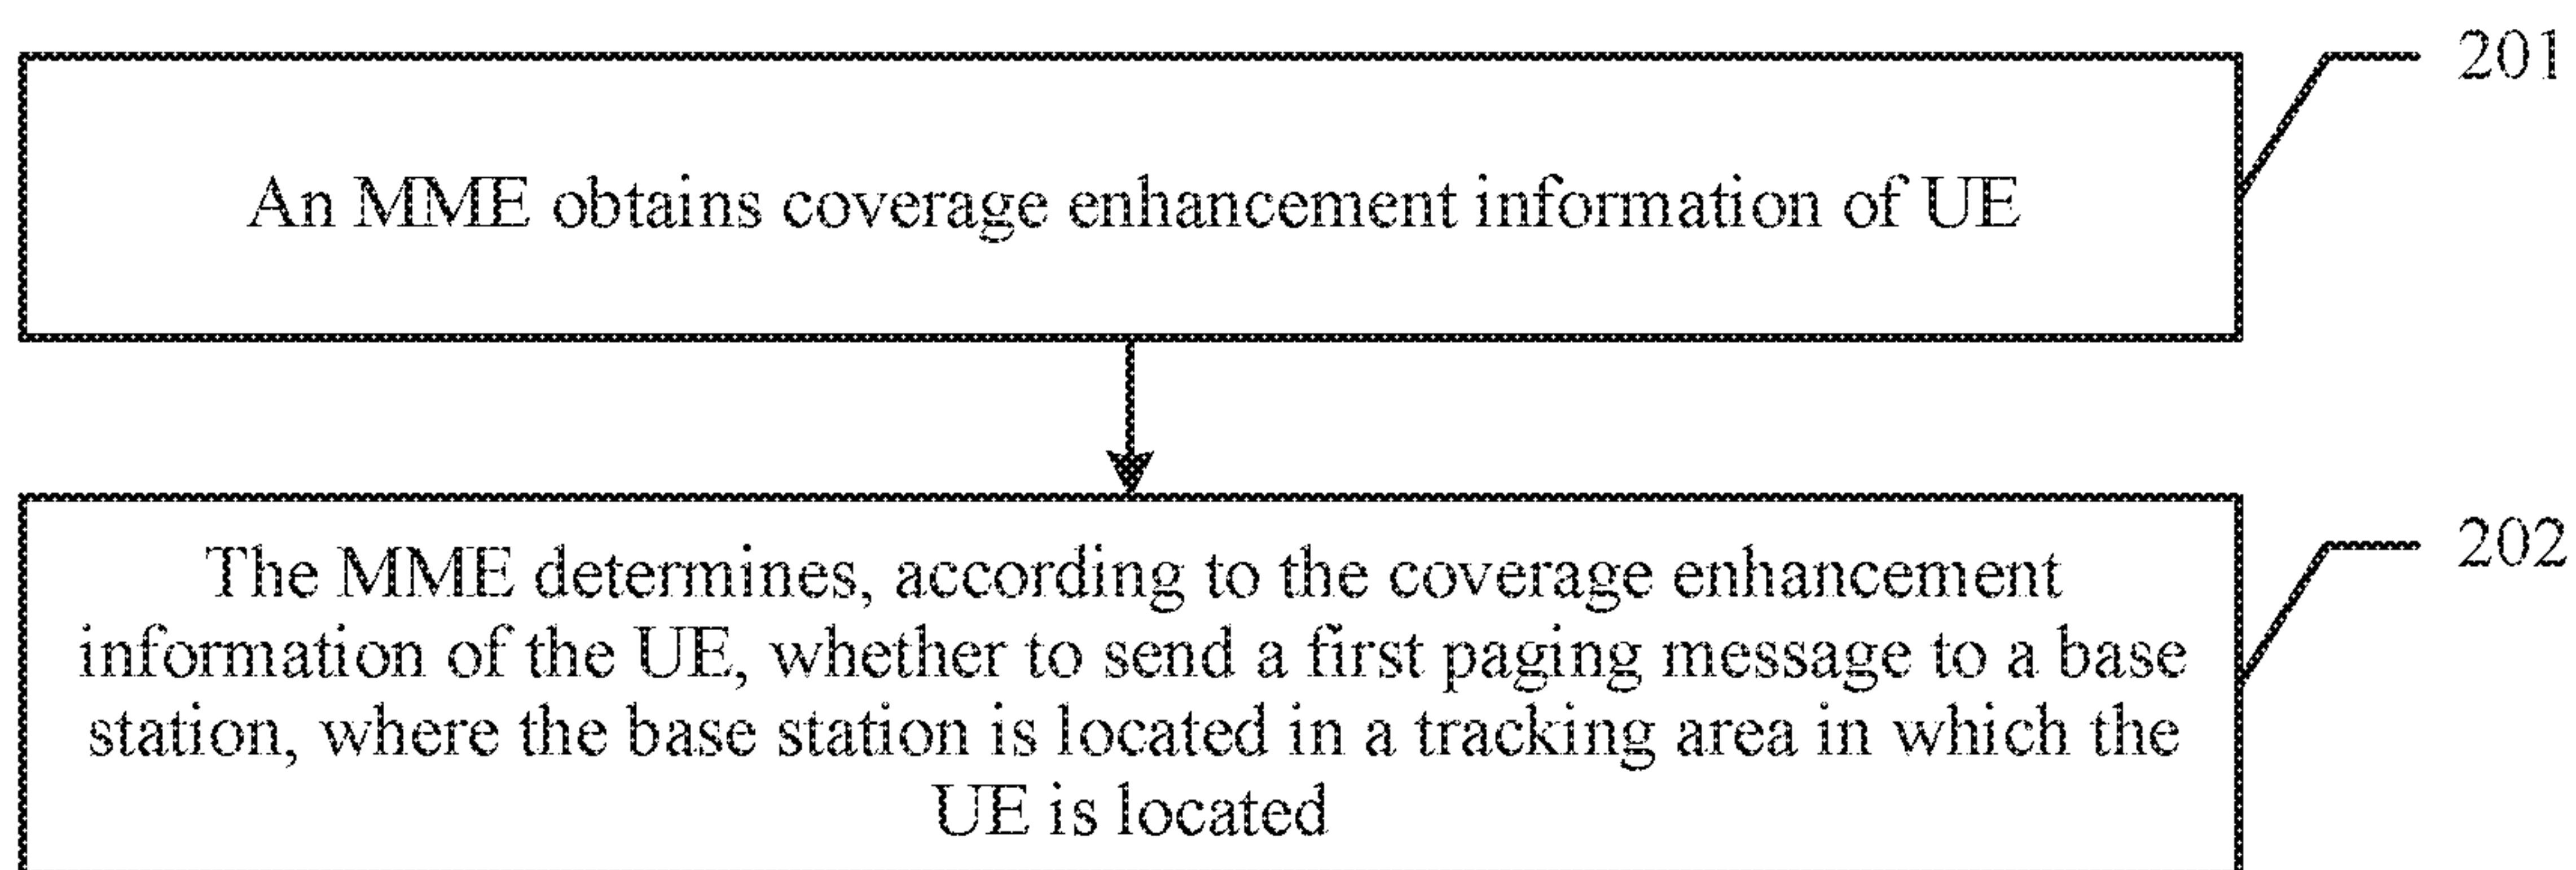 201
An MME obtains coverage enhancement information of UE
202
The MME determines, according to the coverage enhancement
information of the UE, whether to send a first paging message to a base
station, where the base station is located in a tracking area in which the
UE is located